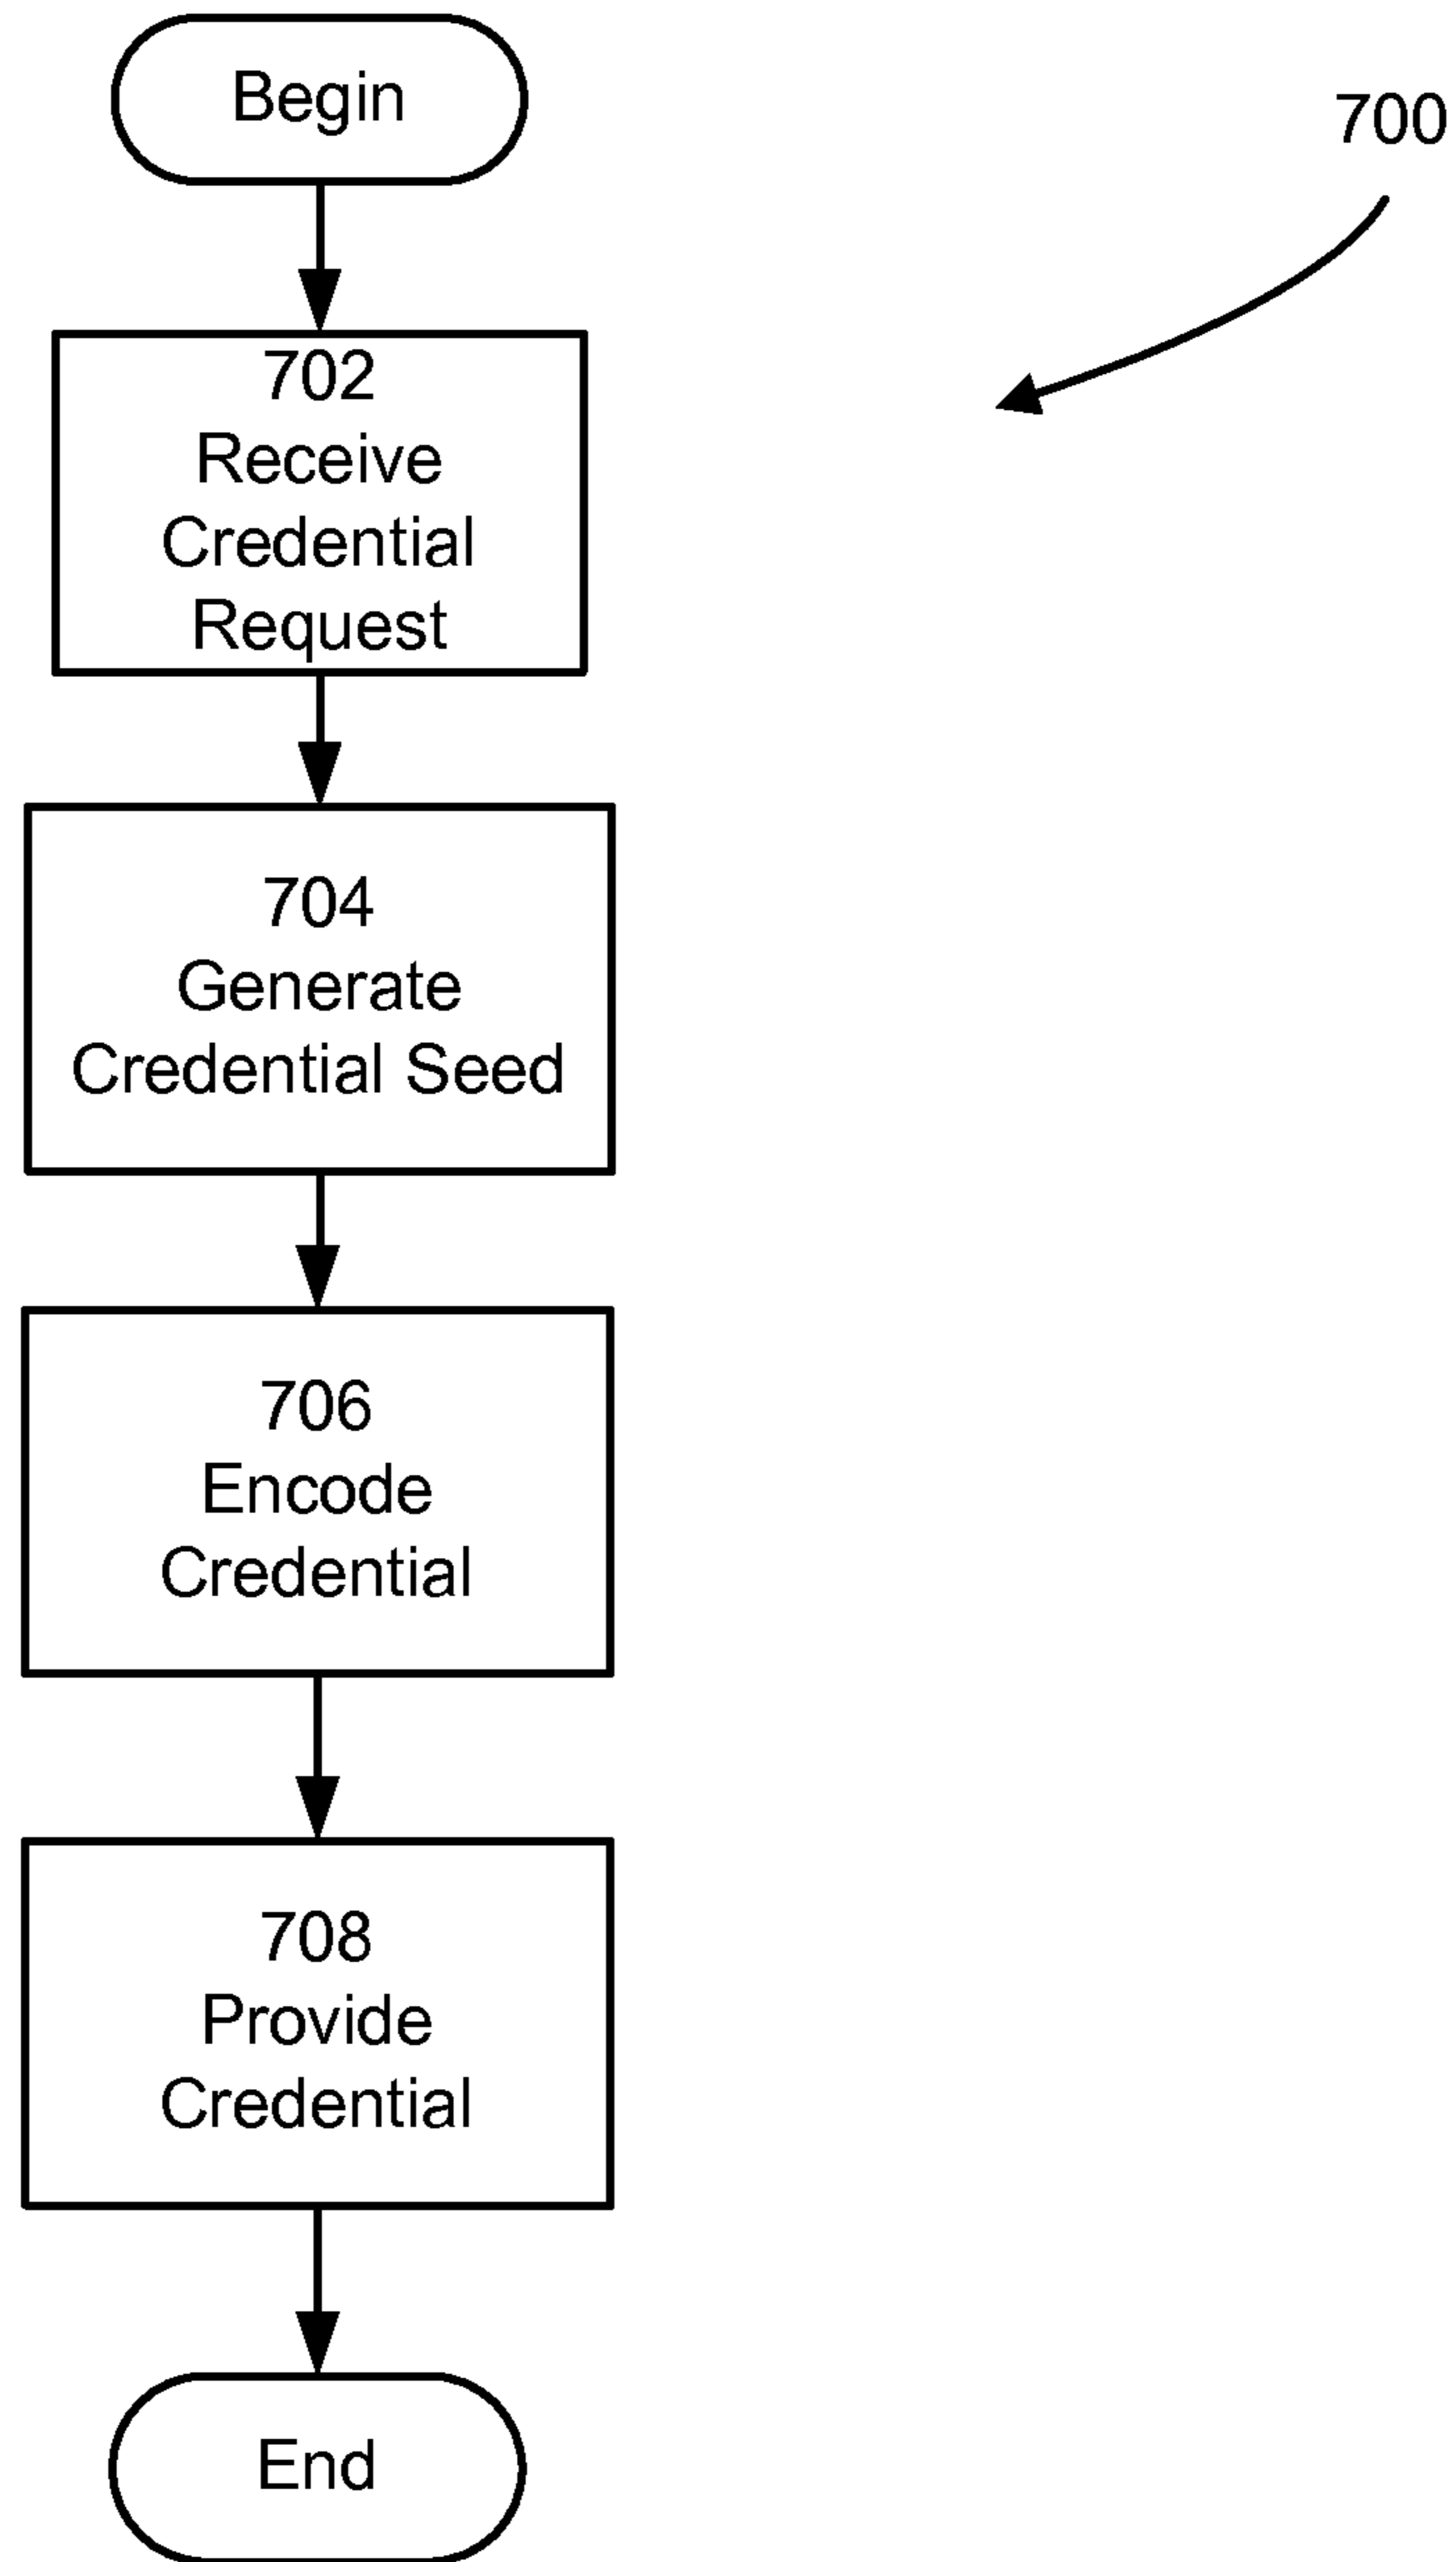 Begin
700
702
Receive
Credential
Request
704
Generate
Credential Seed
706
Encode
Credential
708
Provide
Credential
End